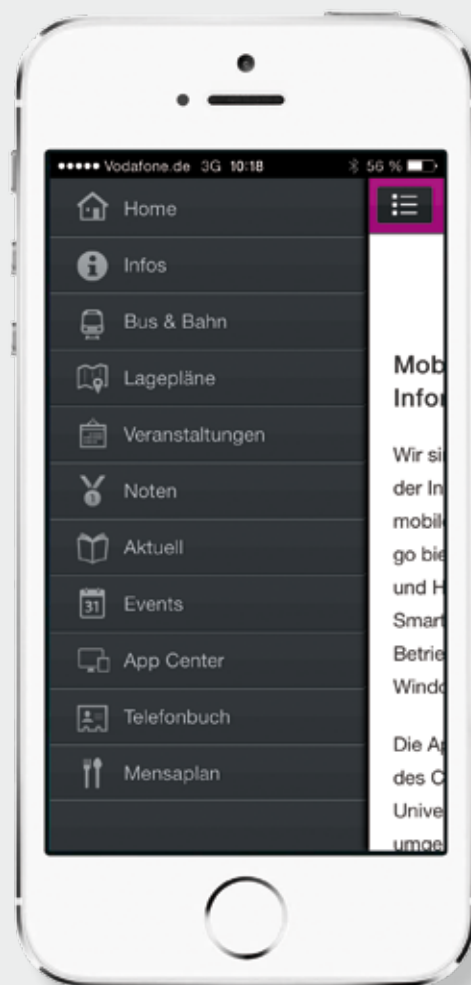 Vodafone.de 3G 10:18 56 %
Home
Infos
Bus & Bahn
Lagepläne
Veranstaltungen
Noten
Aktuell
31 Events
App Center
Telefonbuch
Mensaplan
Mob
Infor
Wir si
der In
mobil
go bie
und H
Smart
Betrie
Windo
Die Ap
des C
Unive
umge